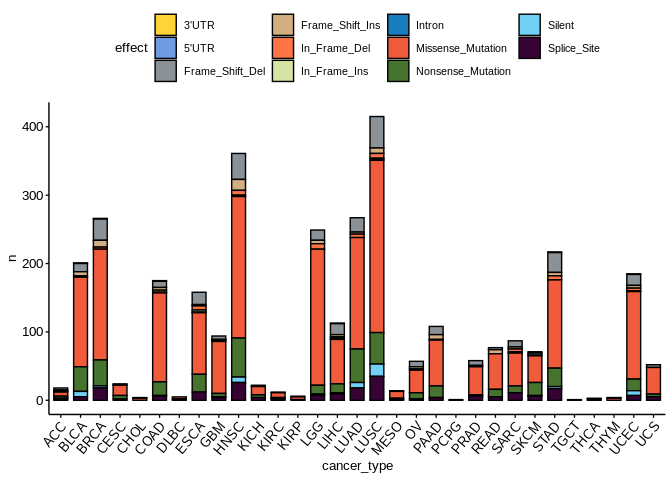 effect
3'UTR
5'UTR
Frame_Shift_Del
Frame_Shift_Ins
In_Frame_Del
In_Frame_Ins
Intron
Missense_Mutation
Nonsense_Mutation
Silent
Splice_Site
n
400
300
200
100
0
ACC
BLCA
BRCA
CESC
CHOL
COAD
DLBC
ESCA
GBM
HNSC
KICH
KIRC
KIRP
LGG
LIHC
LUAD
LUSC
MESO
OV
PAAD
PCPG
PRAD
READ
SARC
SKCM
STAD
TGCT
THCA
THYM
UCEC
UCS
cancer_type